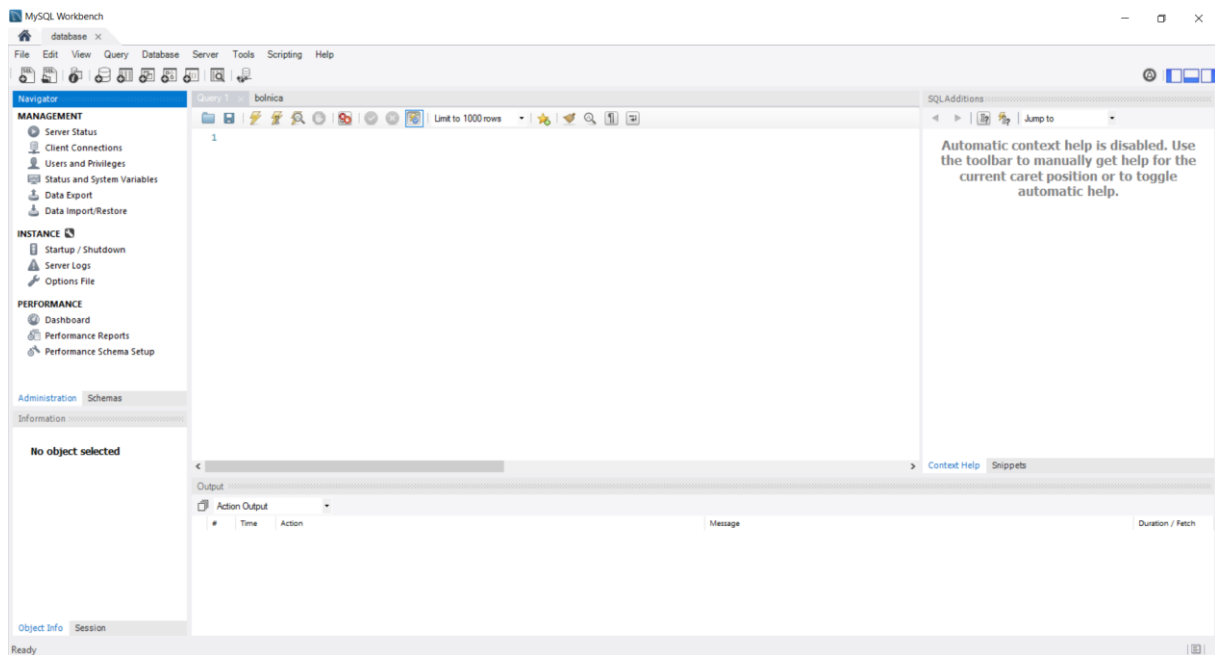 MySQL Workbench
database
File Edit View Query Database Server Tools Scripting Help
Navigator
MANAGEMENT
Server Status
Client Connections
Users and Privileges
Status and System Variables
Data Export
Data Import/Restore
INSTANCE
Startup / Shutdown
Server Logs
Options File
PERFORMANCE
Dashboard
Performance Reports
Performance Schema Setup
Administration Schemas
Information
No object selected
Object Info Session
Query 1 bolnica
Limit to 1000 rows
1
Output
Action Output
# Time Action Message Duration / Fetch
SQLAdditions
Jump to
Automatic context help is disabled. Use
the toolbar to manually get help for the
current caret position or to toggle
automatic help.
Context Help Snippets
Ready